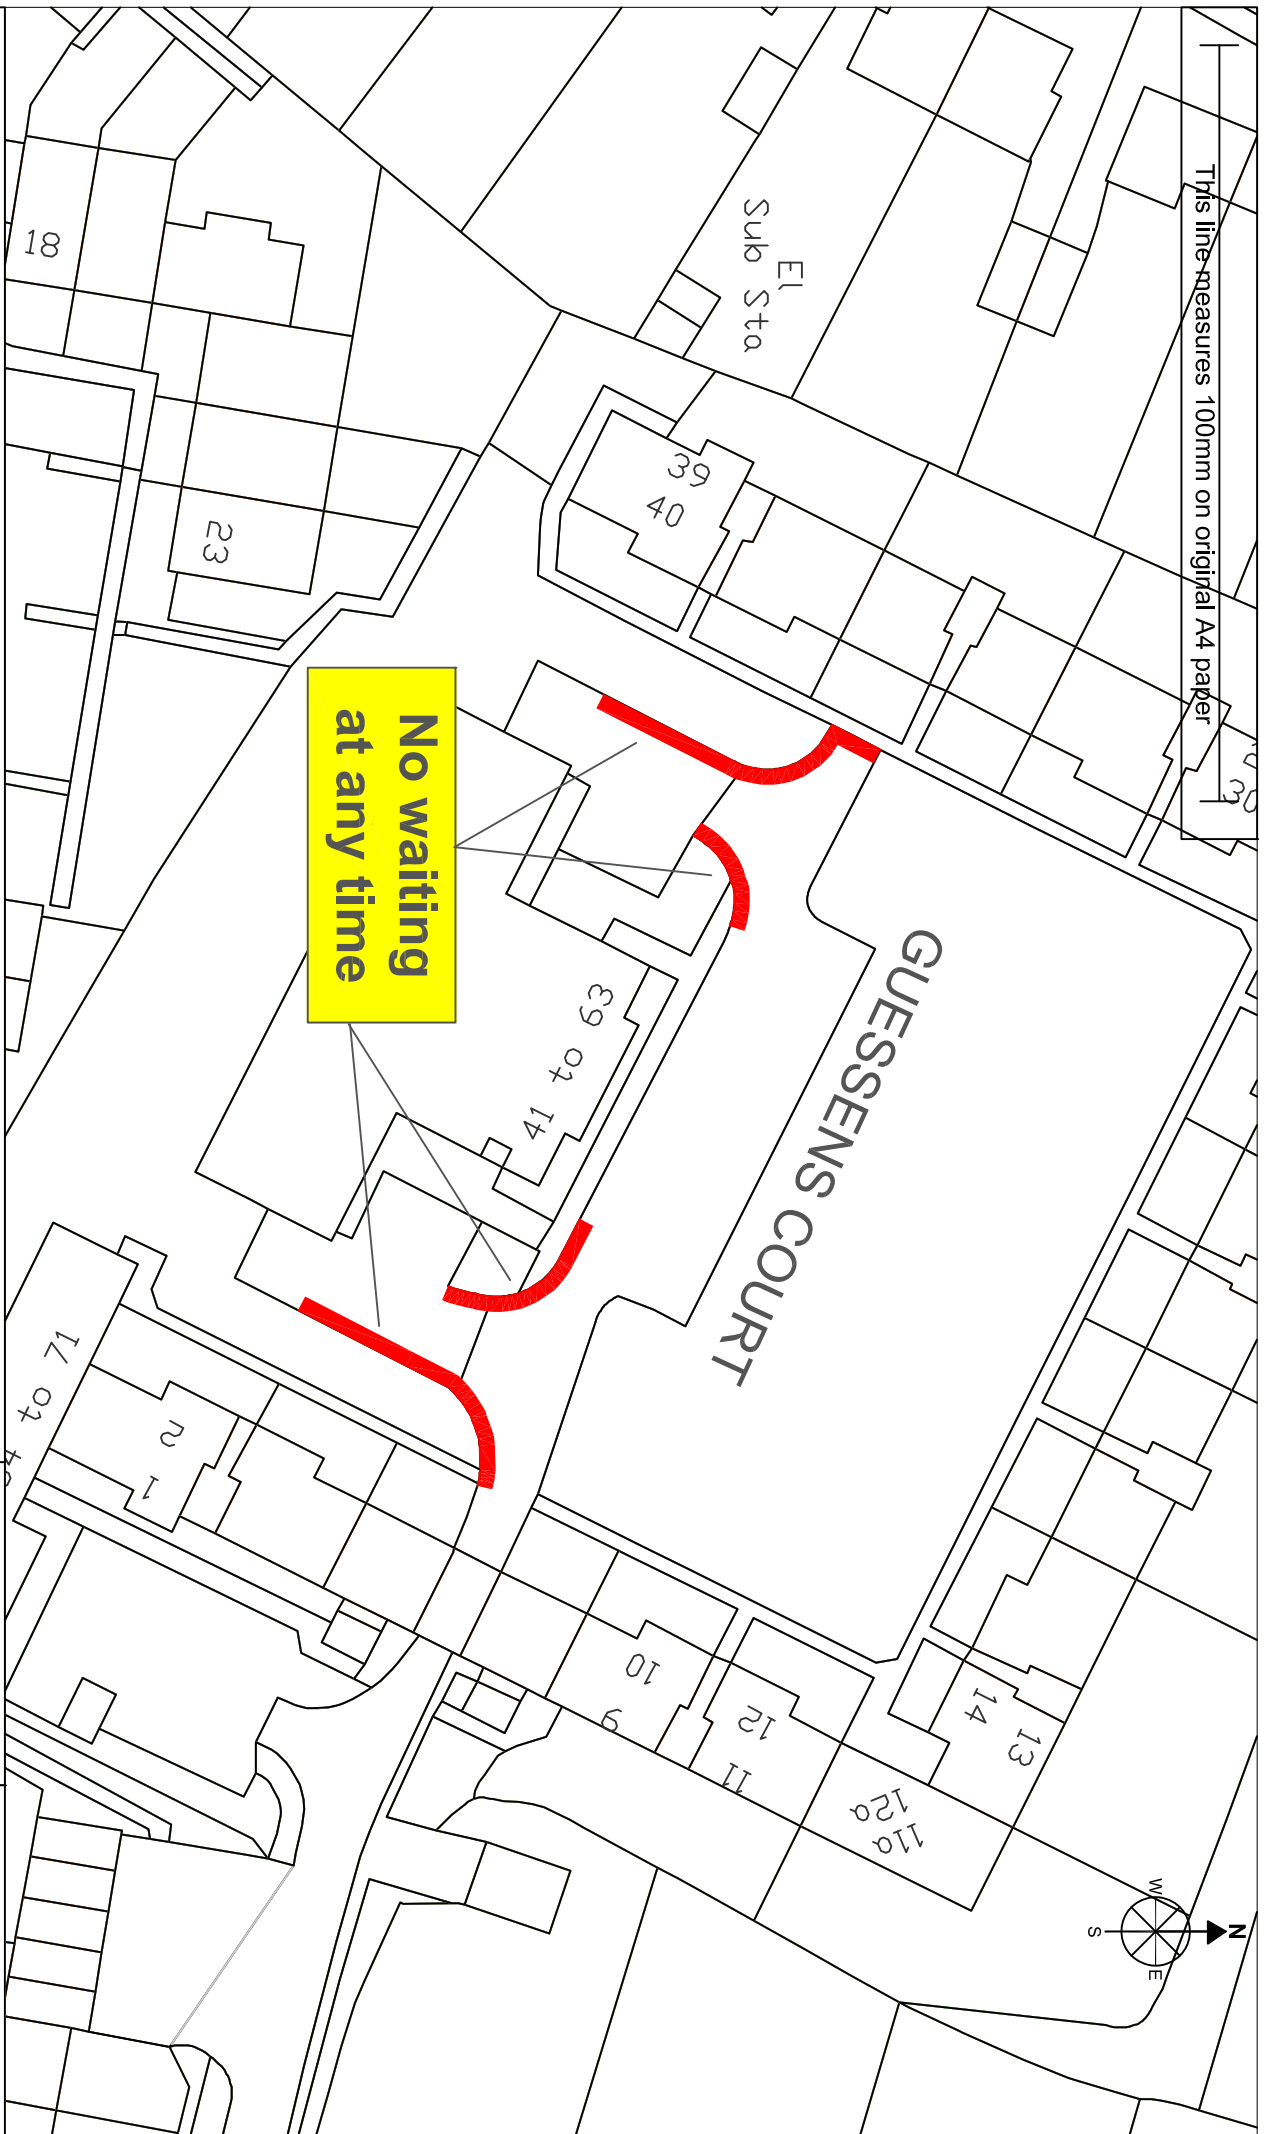 This line measures 100mm on original A4 paper
El
Sub Sta
18
23
39
40
30
No waiting
at any time
GUESSENS COURT
41 to 63
to 71
2
1
10
9
12
11
14
13
12a
11a
N
W
E
S